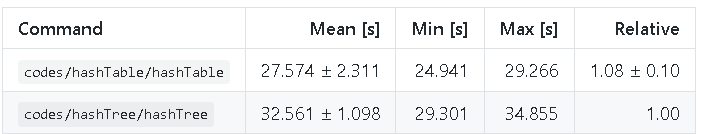 Command Mean [s] Min [s] Max [s] Relative
codes/hashTable/hashTable 27.574 ± 2.311 24.941 29.266 1.08 ± 0.10
codes/hashTree/hashTree 32.561 ± 1.098 29.301 34.855 1.00